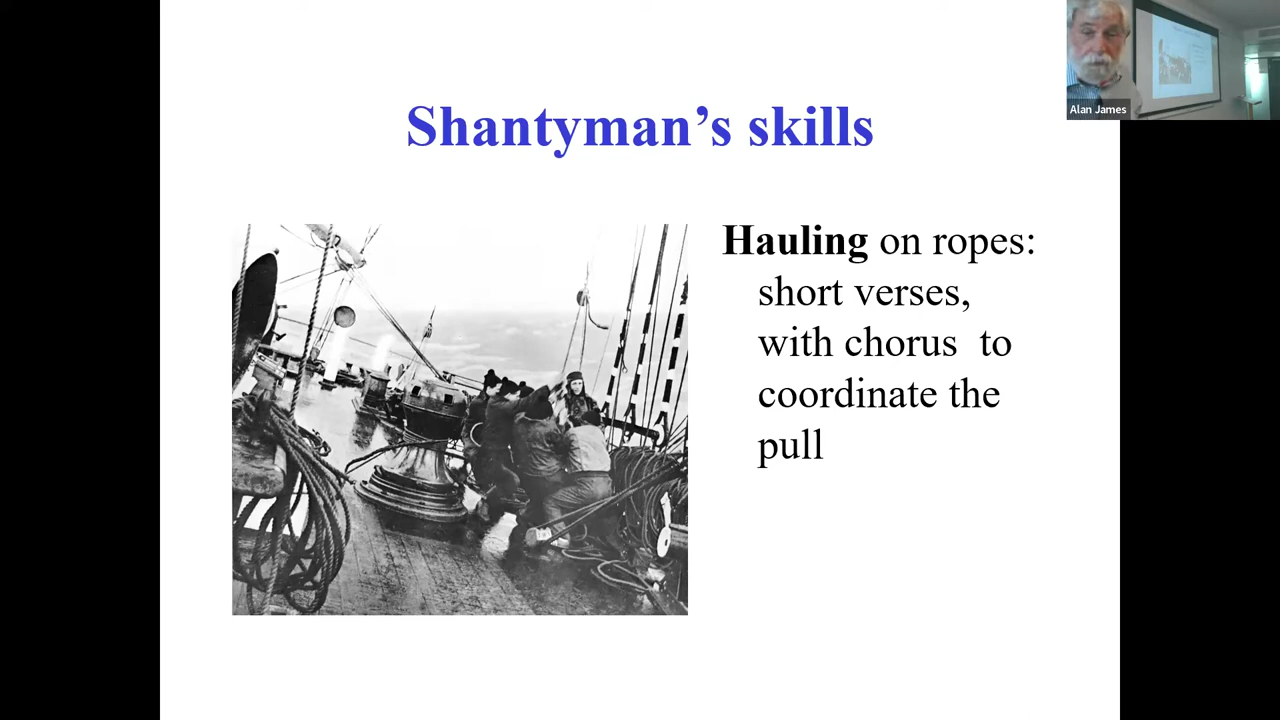 Shantyman’s skills
Hauling on ropes:
short verses,
with chorus  to
coordinate the
pull
Alan James